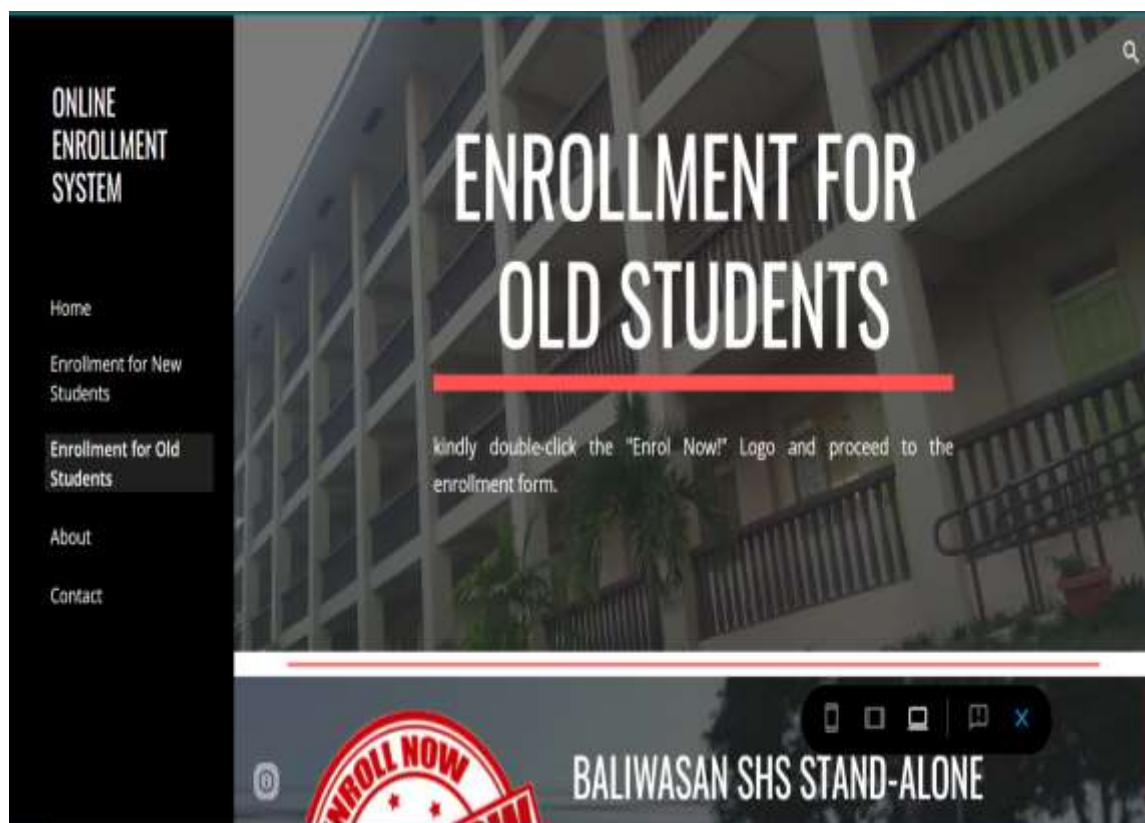 ONLINE
ENROLLMENT
SYSTEM
Home
Enrollment for New
Students
Enrollment for Old
Students
About
Contact
ENROLLMENT FOR
OLD STUDENTS
kindly double-click the "Enrol Now!" Logo and proceed to the
enrollment form.
ENROLL NOW
BALIWASAN SHS STAND-ALONE